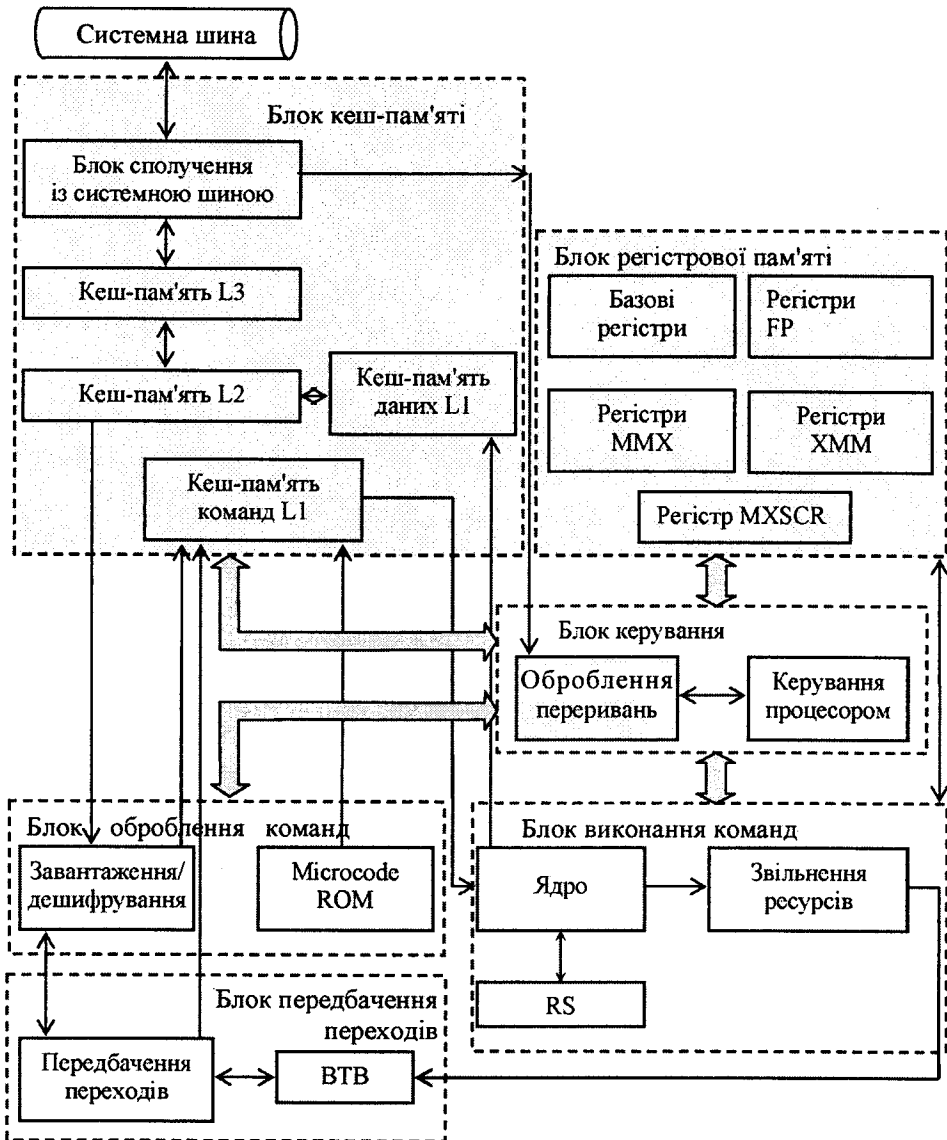 Системна шина
Блок кеш-пам'яті
Блок сполучення
із системною шиною
Кеш-пам'ять L3
Кеш-пам'ять L2
Кеш-пам'ять
даних L1
Кеш-пам'ять
команд L1
Блок регістрової пам'яті
Базові
регістри
Регістри
FP
Регістри
MMX
Регістри
XMM
Регістр MXSCR
Блок керування
Оброблення
переривань
Керування
процесором
Блок оброблення команд
Завантаження/
дешифрування
Microcode
ROM
Блок виконання команд
Ядро
Звільнення
ресурсів
RS
Блок передбачення
переходів
Передбачення
переходів
BTB